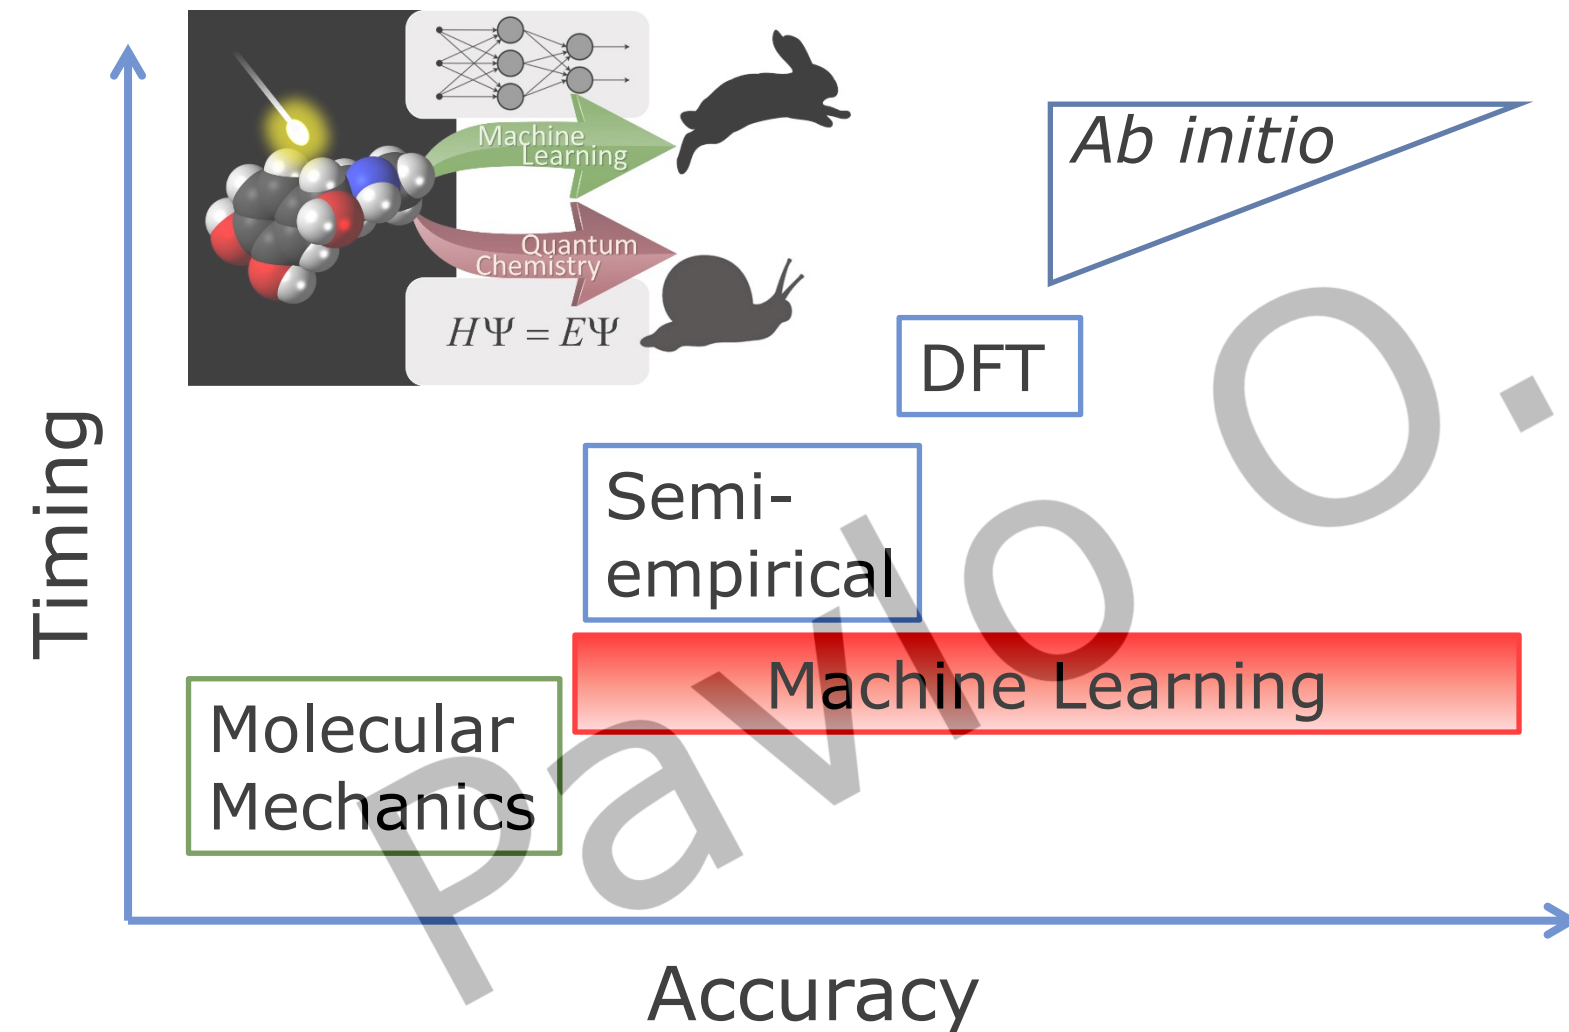 Machine
Learning
Quantum
Chemistry
HΨ = EΨ
Ab initio
DFT
Semi-
empirical
Machine Learning
Molecular
Mechanics
Timing
Accuracy
Pavlo O.